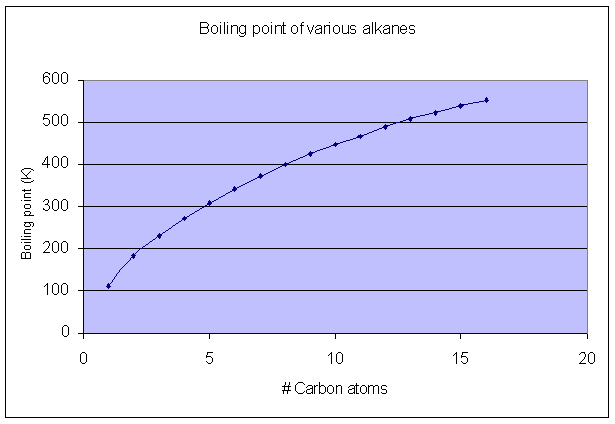 Boiling point of various alkanes
600
500
400
300
200
100
0
Boiling point (K)
0 5 10 15 20
# Carbon atoms